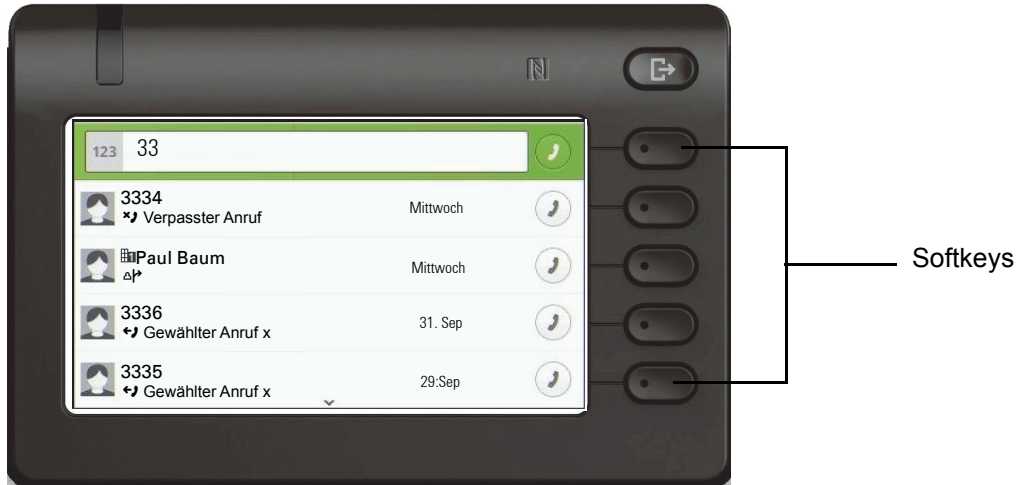 123 33
3334
Verpasster Anruf
Mittwoch
Paul Baum
Mittwoch
3336
Gewählter Anruf x
31. Sep
3335
Gewählter Anruf x
29:Sep
Softkeys